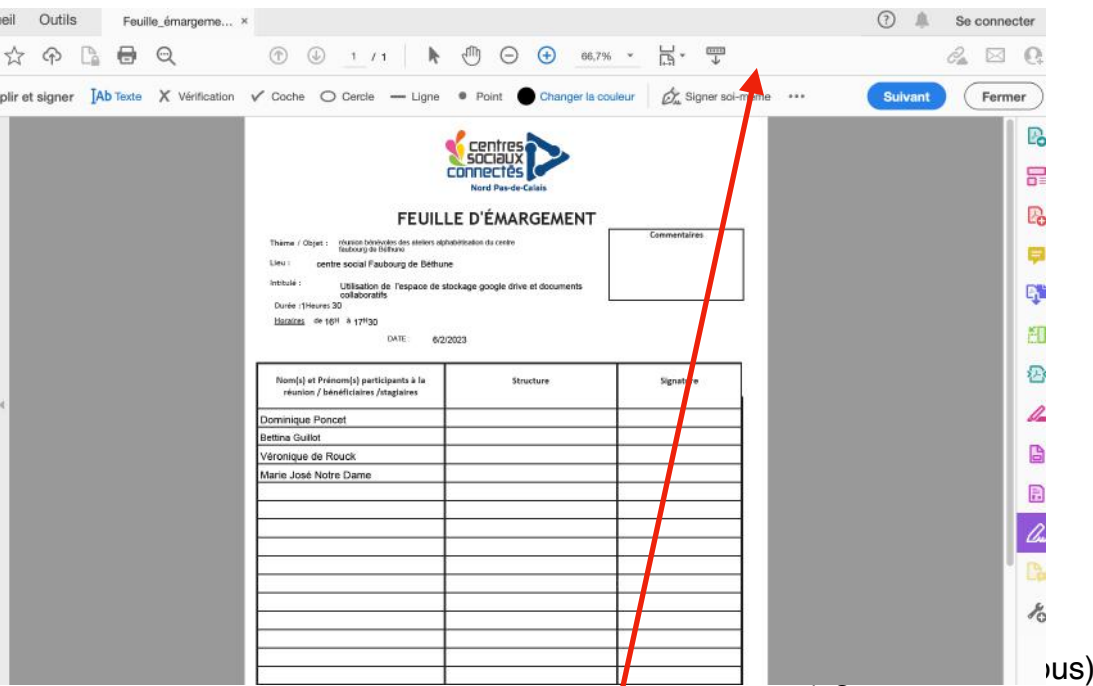 eil Outils Feuille_émargeme... × ? Se connecter
1 / 1 66,7%
plir et signer Ab Texte X Vérification Coche Cercle Ligne Point Changer la couleur Signer soi-même ... Suivant Fermer
centres
sociaux
connectés
Nord Pas-de-Calais
FEUILLE D'ÉMARGEMENT
Commentaires
Thème / Objet : réunion bénévoles des ateliers alphabétisation du centre
faubourg de Béthune
Lieu : centre social Faubourg de Béthune
Intitulé : Utilisation de l'espace de stockage google drive et documents
collaboratifs
Durée :1Heures 30
Horaires de 16H à 17H30
DATE: 6/2/2023
Nom(s) et Prénom(s) participants à la
réunion / bénéficiaires /stagiaires
Structure
Signature
Dominique Poncet
Bettina Guillot
Véronique de Rouck
Marie José Notre Dame
ous)